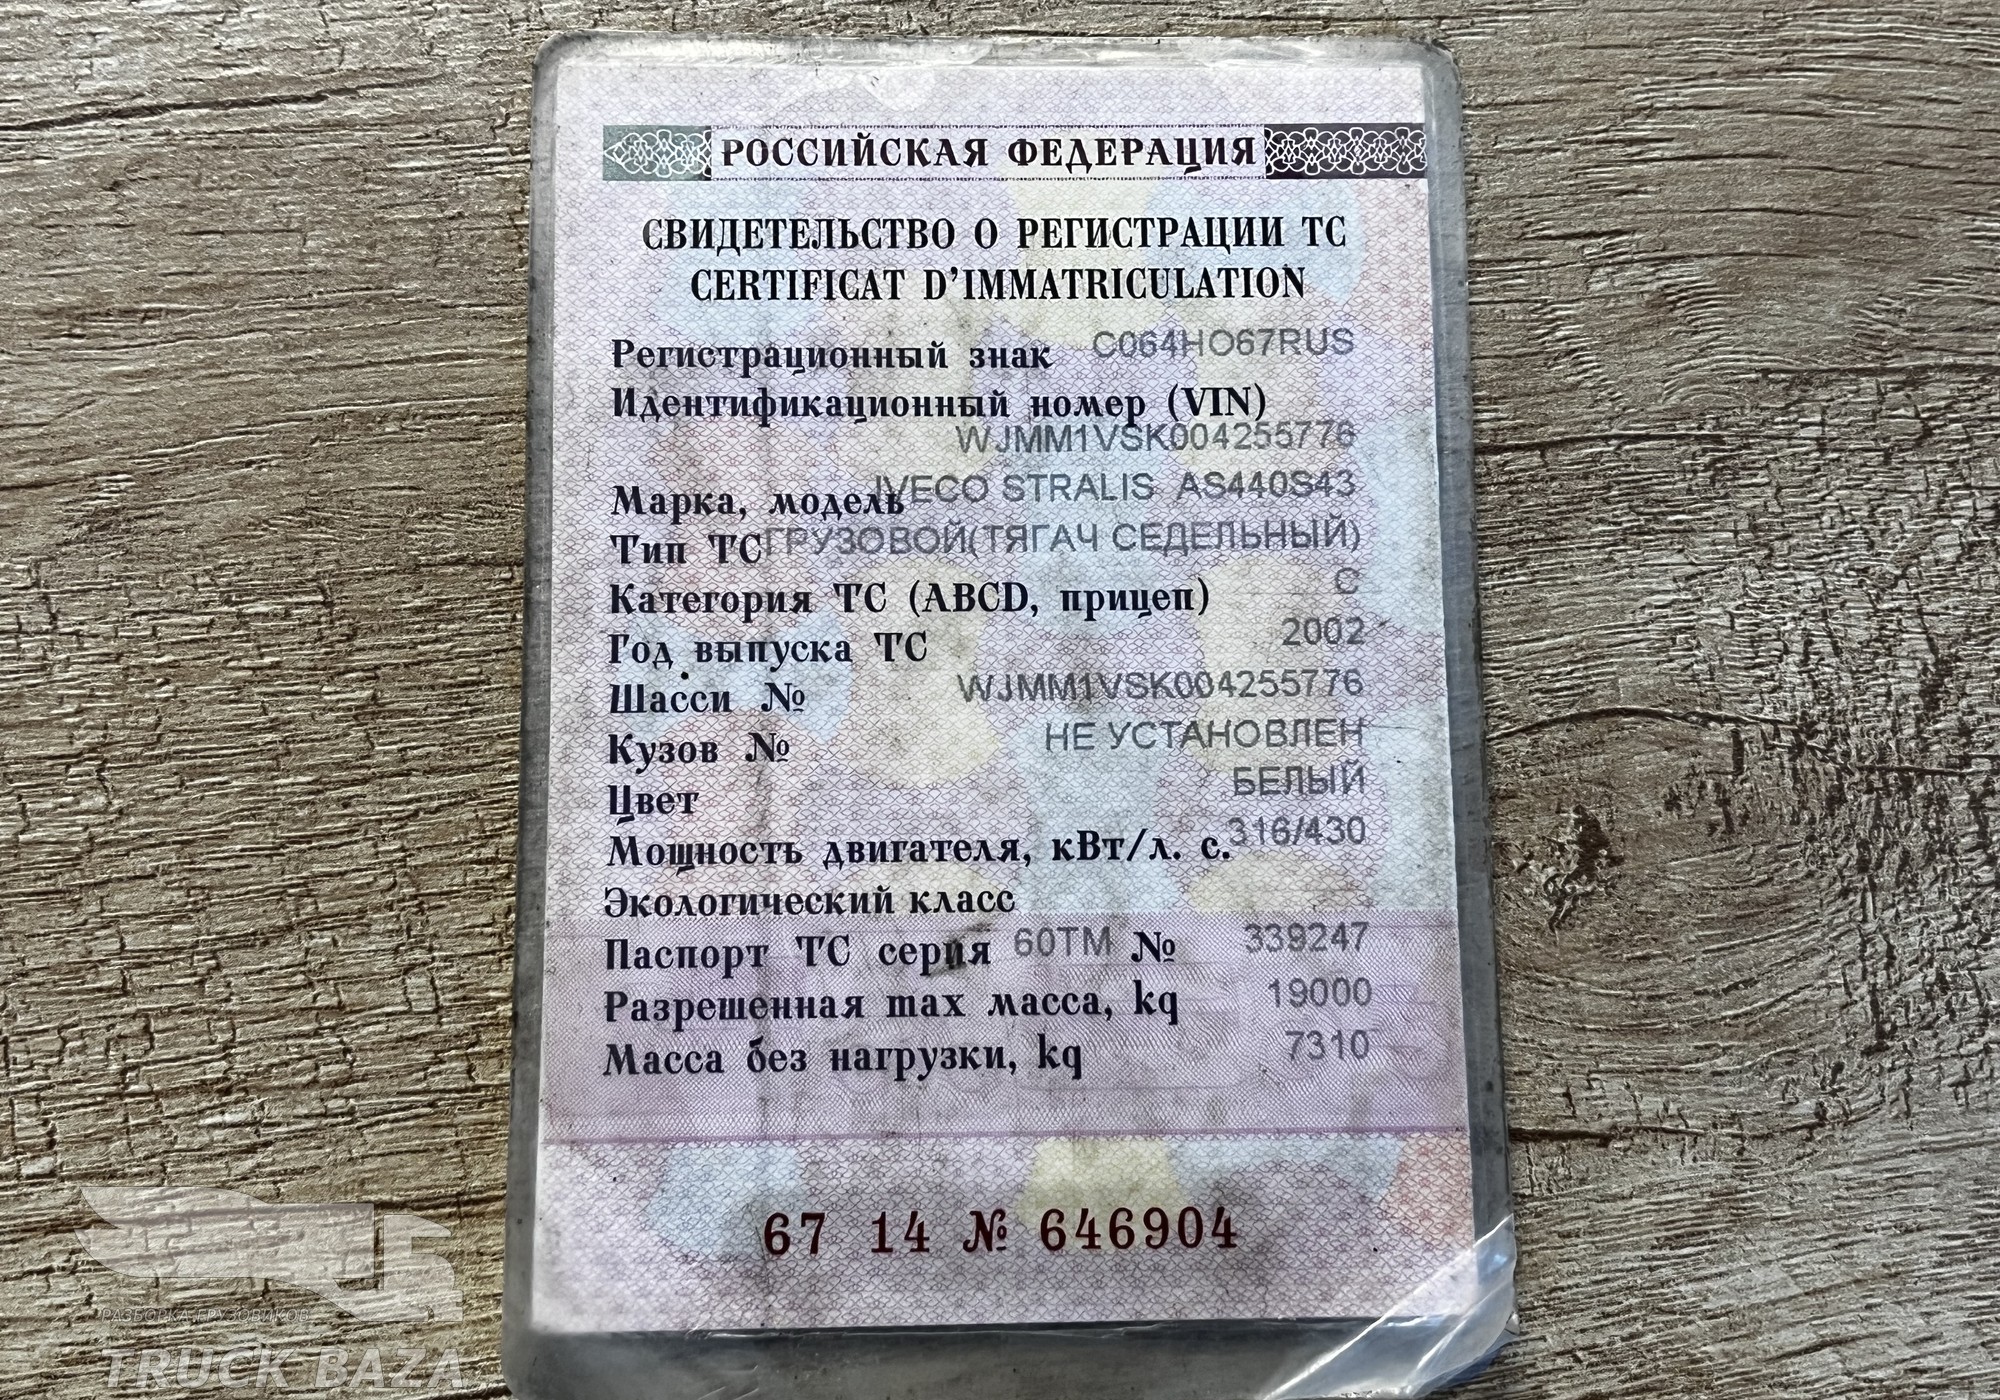 РОССИЙСКАЯ ФЕДЕРАЦИЯ
СВИДЕТЕЛЬСТВО О РЕГИСТРАЦИИ ТС
CERTIFICAT D'IMMATRICULATION
Регистрационный знак С064НО67RUS
Идентификационный номер (VIN)
WJMM1VSK004255776
Марка, модель IVECO STRALIS AS440S43
Тип ТС ГРУЗОВОЙ(ТЯГАЧ СЕДЕЛЬНЫЙ)
Категория ТС (ABCD, прицеп) C
Год выпуска ТС 2002
Шасси № WJMM1VSK004255776
Кузов № НЕ УСТАНОВЛЕН
Цвет БЕЛЫЙ
Мощность двигателя, кВт/л. с. 316/430
Экологический класс
Паспорт ТС серия 60ТМ № 339247
Разрешенная max масса, kg 19000
Масса без нагрузки, kg 7310
67 14 № 646904
РАЗБОРКА ГРУЗОВИКОВ
TRUCK BAZA